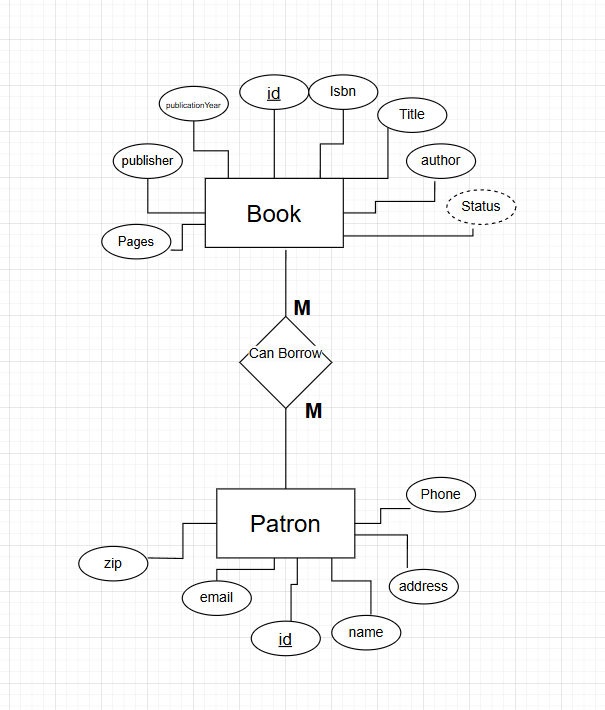 id
Isbn
publicationYear
Title
publisher
author
Status
Book
Pages
M
Can Borrow
M
Phone
Patron
zip
address
email
name
id